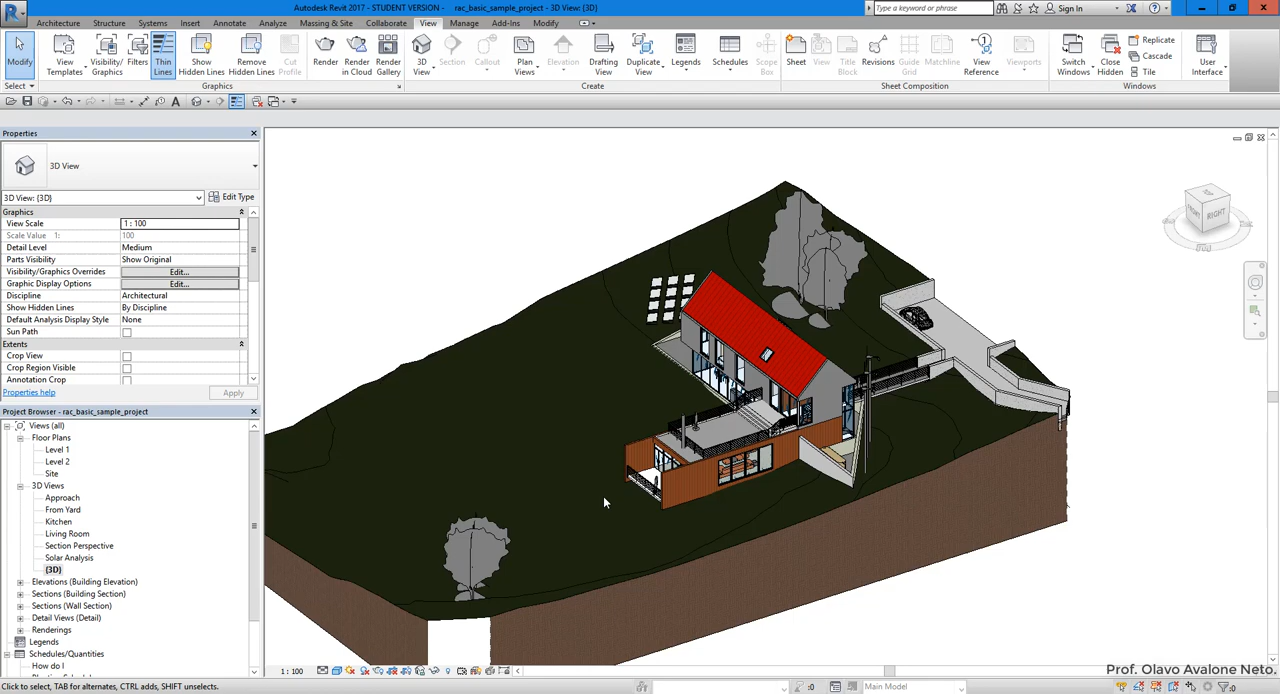 Autodesk Revit 2017 - STUDENT VERSION - rac_basic_sample_project - 3D View: {3D}
Type a keyword or phrase
Sign In
Architecture Structure Systems Insert Annotate Analyze Massing & Site Collaborate View Manage Add-Ins Modify
Modify
View Templates
Visibility/ Graphics
Filters
Thin Lines
Show Hidden Lines
Remove Hidden Lines
Cut Profile
Render
Render in Cloud
Render Gallery
3D View
Section
Callout
Plan Views
Elevation
Drafting View
Duplicate View
Legends
Schedules
Scope Box
Sheet
View
Title Block
Revisions
Guide Grid
Matchline
View Reference
Viewports
Switch Windows
Close Hidden
Replicate
Cascade
Tile
User Interface
Select
Graphics
Create
Sheet Composition
Windows
Properties
3D View
3D View: {3D}
Edit Type
Graphics
View Scale 1 : 100
Scale Value 1: 100
Detail Level Medium
Parts Visibility Show Original
Visibility/Graphics Overrides Edit...
Graphic Display Options Edit...
Discipline Architectural
Show Hidden Lines By Discipline
Default Analysis Display Style None
Sun Path
Extents
Crop View
Crop Region Visible
Annotation Crop
Properties help
Apply
Project Browser - rac_basic_sample_project
Views (all)
Floor Plans
Level 1
Level 2
Site
3D Views
Approach
From Yard
Kitchen
Living Room
Section Perspective
Solar Analysis
{3D}
Elevations (Building Elevation)
Sections (Building Section)
Sections (Wall Section)
Detail Views (Detail)
Renderings
Legends
Schedules/Quantities
How do I
FRONT
RIGHT
1 : 100
Prof. Olavo Avalone Neto.
Click to select, TAB for alternates, CTRL adds, SHIFT unselects.
:0
Main Model
:0